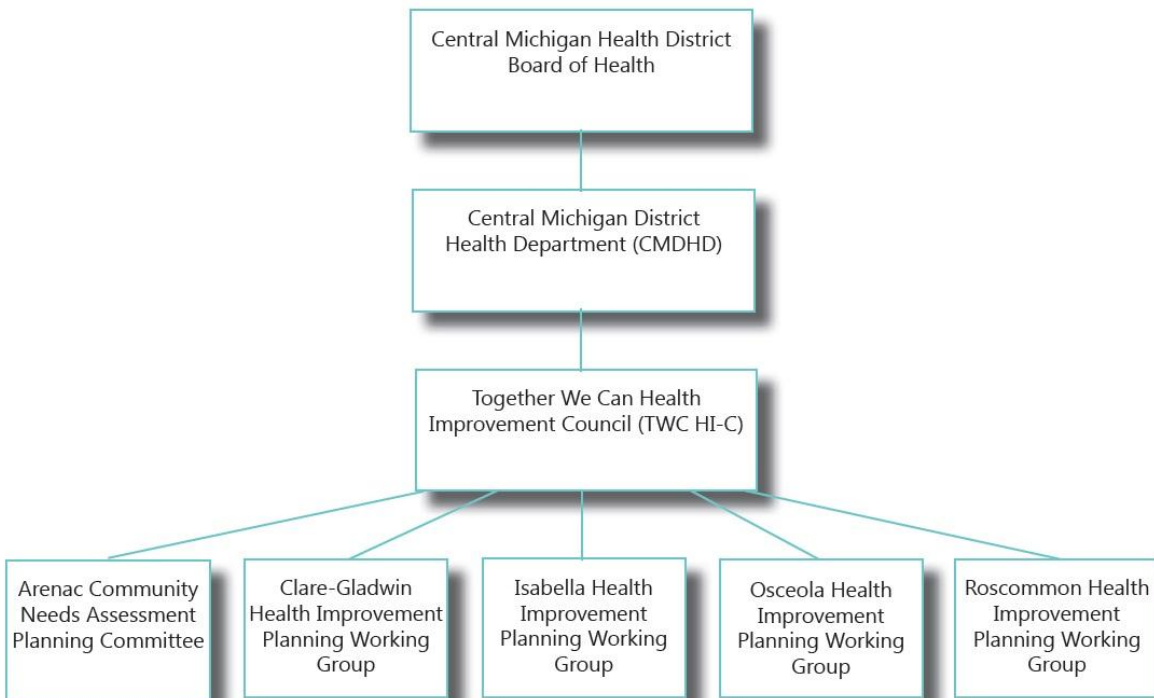 Central Michigan Health District
Board of Health
Central Michigan District
Health Department (CMDHD)
Together We Can Health
Improvement Council (TWC HI-C)
Arenac Community
Needs Assessment
Planning Committee
Clare-Gladwin
Health Improvement
Planning Working
Group
Isabella Health
Improvement
Planning Working
Group
Osceola Health
Improvement
Planning Working
Group
Roscommon Health
Improvement
Planning Working
Group